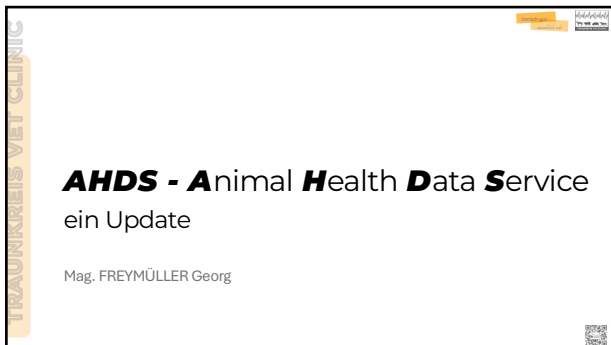 TRAUNKREIS VET CLINIC
AHDS - Animal Health Data Service
ein Update
Mag. FREYMÜLLER Georg